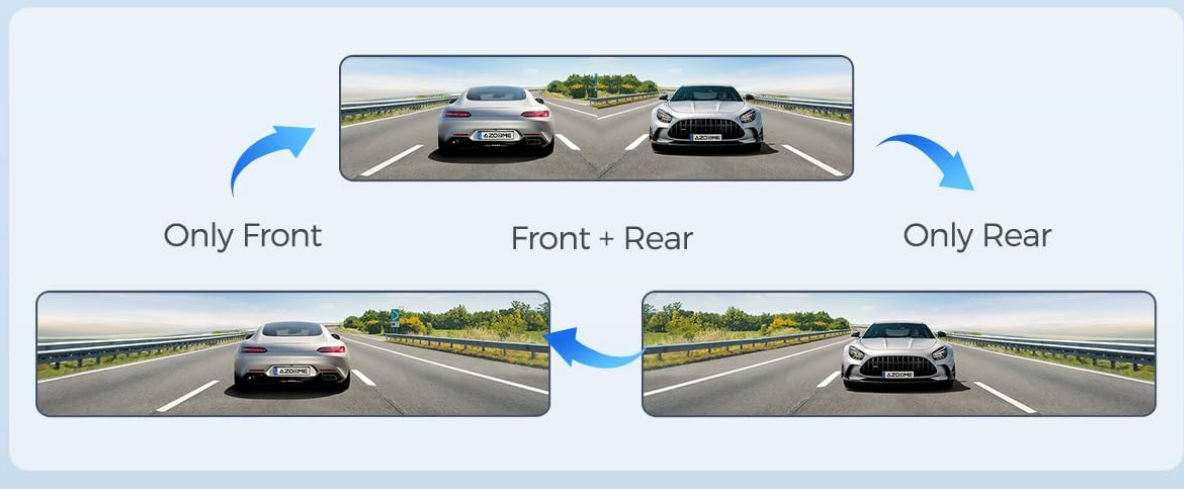 AZDOME AZDOME
Only Front
Front + Rear
Only Rear
AZDOME
AZDOME